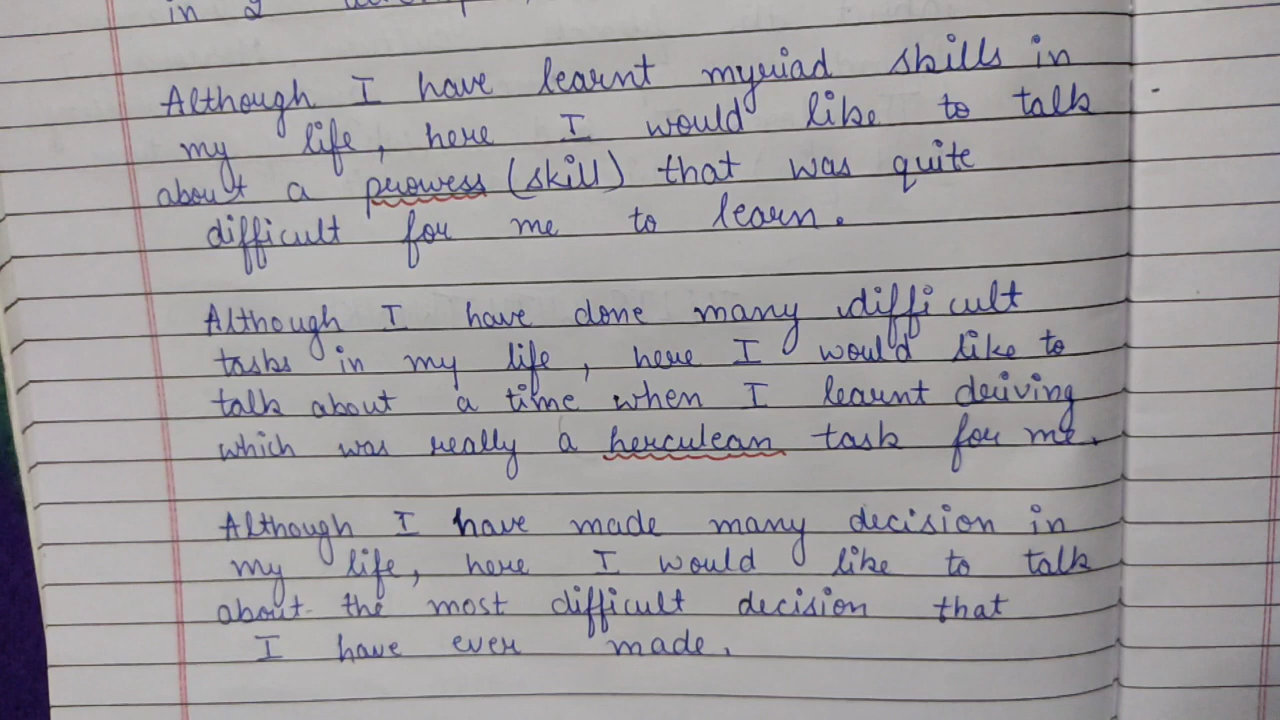 in 2
Although I have learnt myriad skills in
my life, here I would like to talk
about a prowess (skill) that was quite
difficult for me to learn.
Although I have done many difficult
tasks in my life, here I would like to
talk about a time when I learnt driving
which was really a herculean task for me.
Although I have made many decision in
my life, here I would like to talk
about the most difficult decision that
I have ever made.